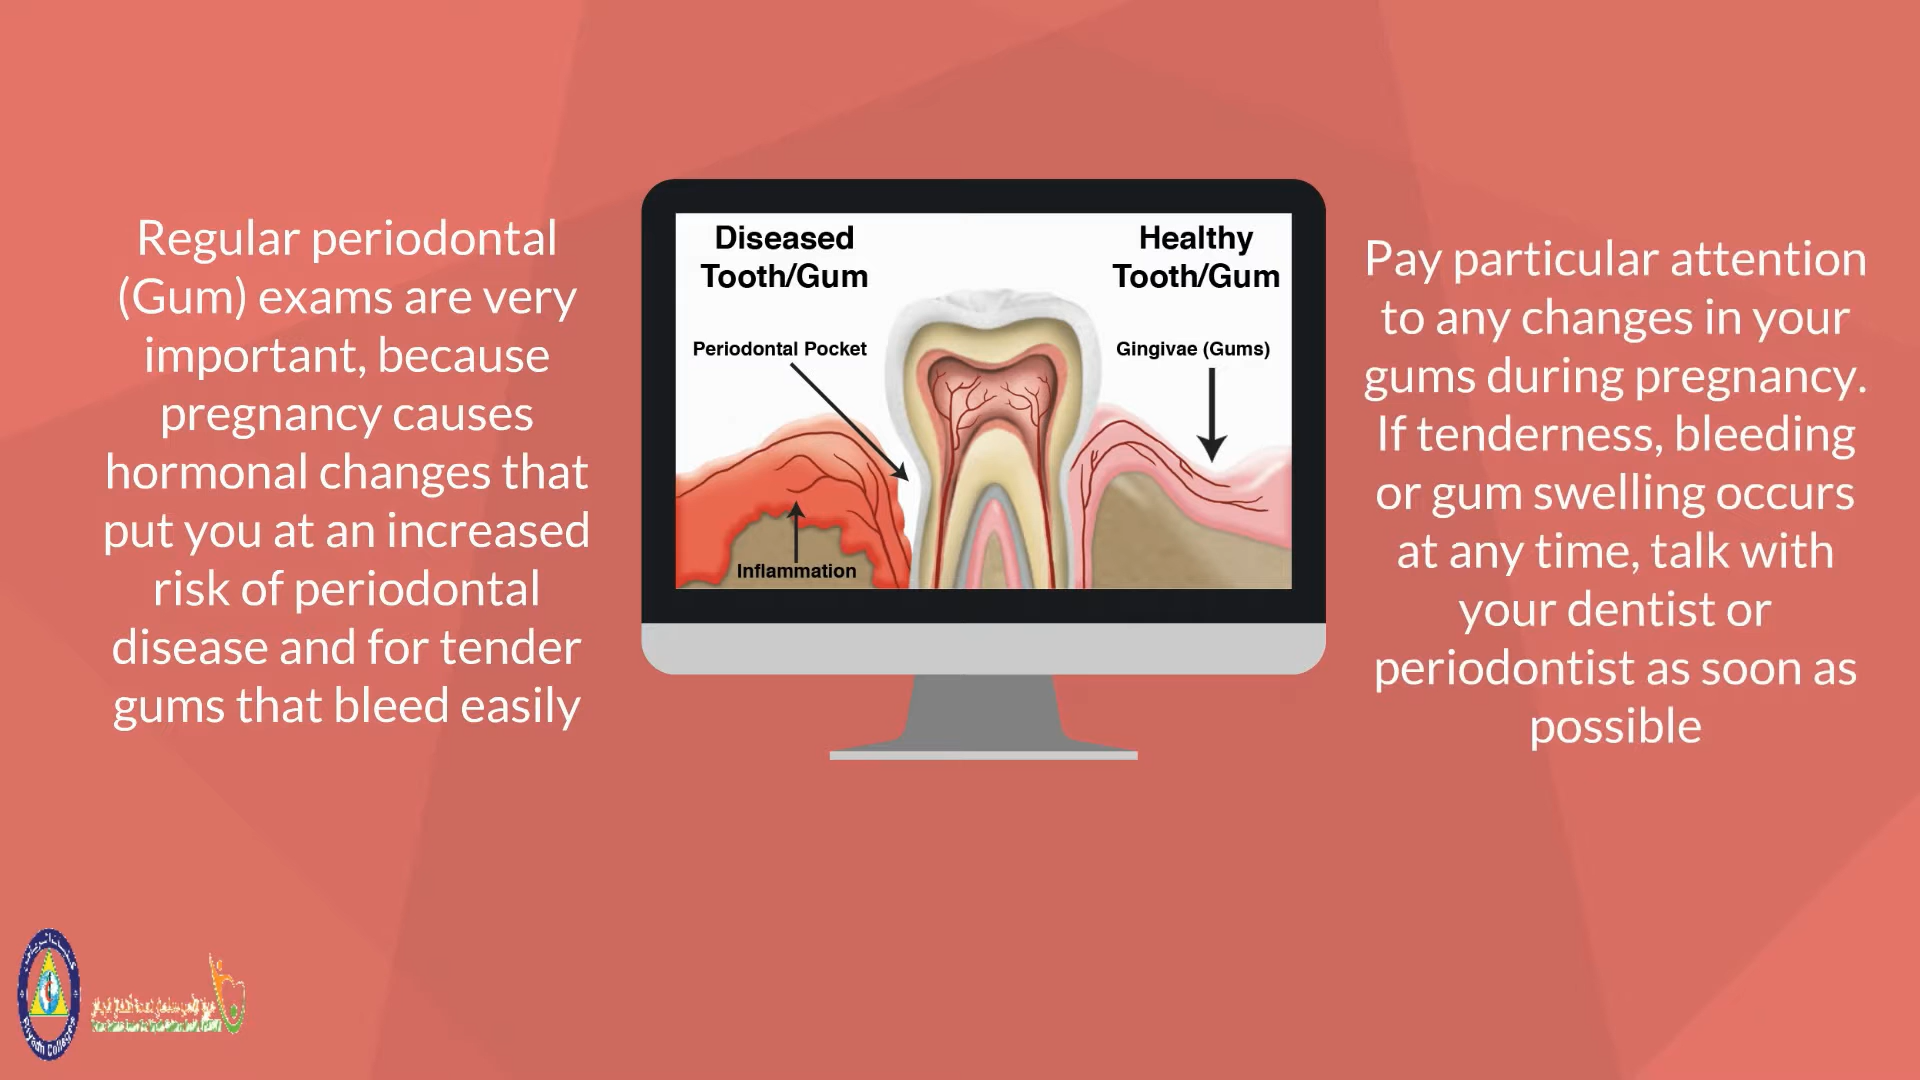 Regular periodontal
(Gum) exams are very
important, because
pregnancy causes
hormonal changes that
put you at an increased
risk of periodontal
disease and for tender
gums that bleed easily
Diseased
Tooth/Gum
Healthy
Tooth/Gum
Periodontal Pocket
Gingivae (Gums)
Inflammation
Pay particular attention
to any changes in your
gums during pregnancy.
If tenderness, bleeding
or gum swelling occurs
at any time, talk with
your dentist or
periodontist as soon as
possible
Riyadh Colleges